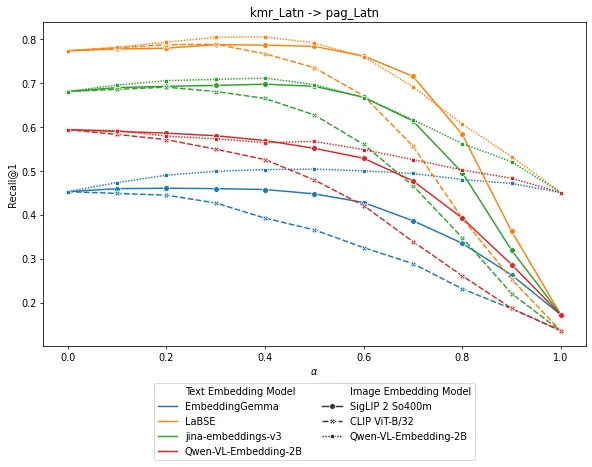 kmr_Latn -> pag_Latn
Recall@1
0.8
0.7
0.6
0.5
0.4
0.3
0.2
0.0
0.2
0.4
0.6
0.8
1.0
α
Text Embedding Model
EmbeddingGemma
LaBSE
jina-embeddings-v3
Qwen-VL-Embedding-2B
Image Embedding Model
SigLIP 2 So400m
CLIP ViT-B/32
Qwen-VL-Embedding-2B